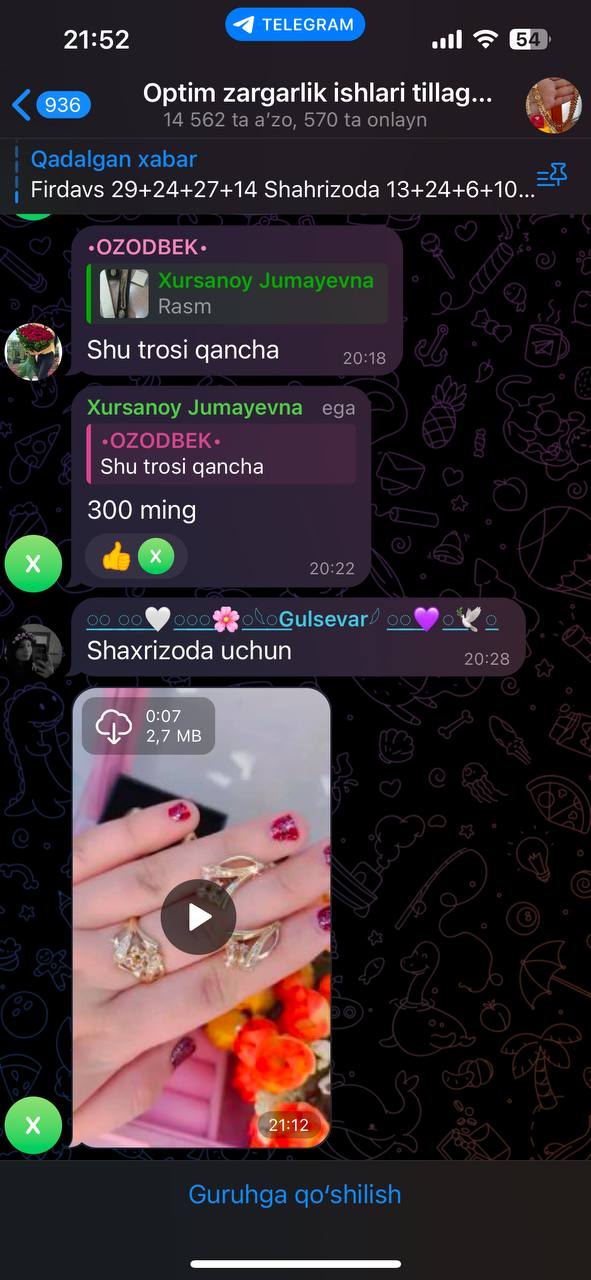 21:52
TELEGRAM
54
936
Optim zargarlik ishlari tillag...
14 562 ta a’zo, 570 ta onlayn
Qadalgan xabar
Firdavs 29+24+27+14 Shahrizoda 13+24+6+10...
•OZODBEK•
Xursanoy Jumayevna
Rasm
Shu trosi qancha
20:18
Xursanoy Jumayevna ega
•OZODBEK•
Shu trosi qancha
300 ming
👍 X
20:22
X
Gulsevar
Shaxrizoda uchun
20:28
0:07
2,7 MB
21:12
X
Guruhga qo‘shilish